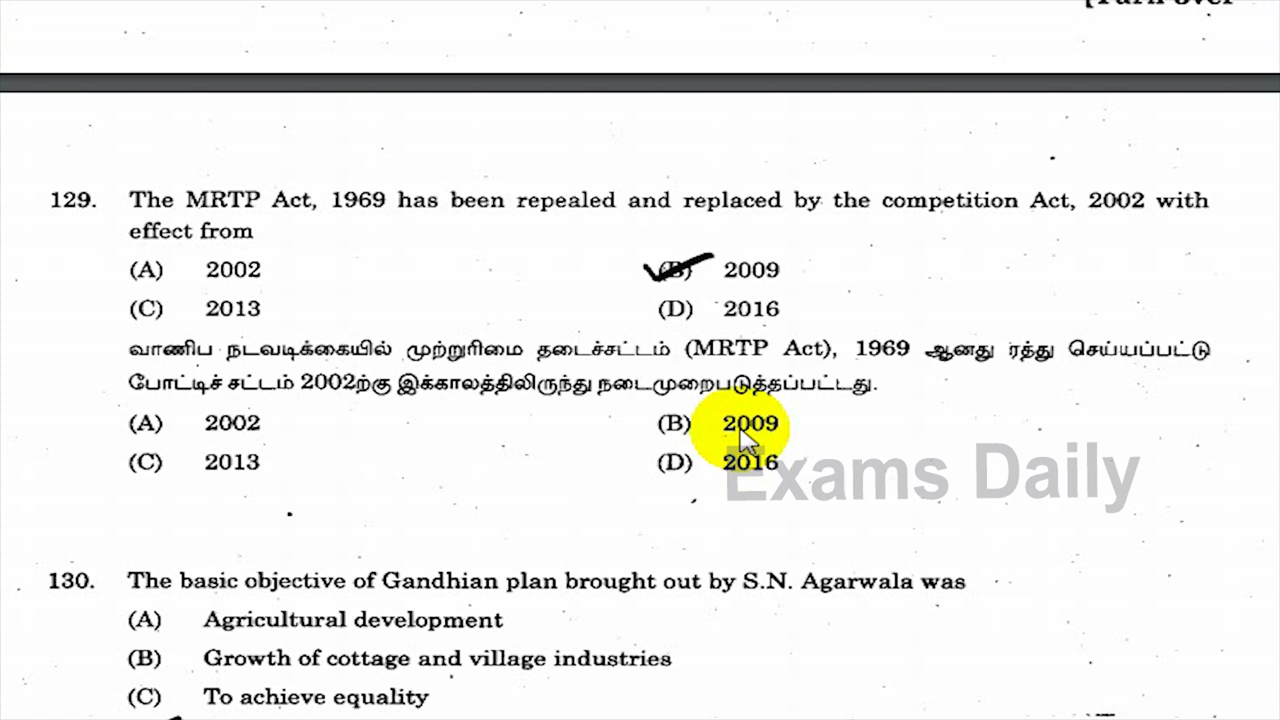 [Turn over
129. The MRTP Act, 1969 has been repealed and replaced by the competition Act, 2002 with
effect from
(A) 2002 (B) 2009
(C) 2013 (D) 2016
வாணிப நடவடிக்கையில் முற்றுரிமை தடைச்சட்டம் (MRTP Act), 1969 ஆனது ரத்து செய்யப்பட்டு
போட்டிச் சட்டம் 2002ற்கு இக்காலத்திலிருந்து நடைமுறைபடுத்தப்பட்டது.
(A) 2002 (B) 2009
(C) 2013 (D) 2016
Exams Daily
130. The basic objective of Gandhian plan brought out by S.N. Agarwala was
(A) Agricultural development
(B) Growth of cottage and village industries
(C) To achieve equality